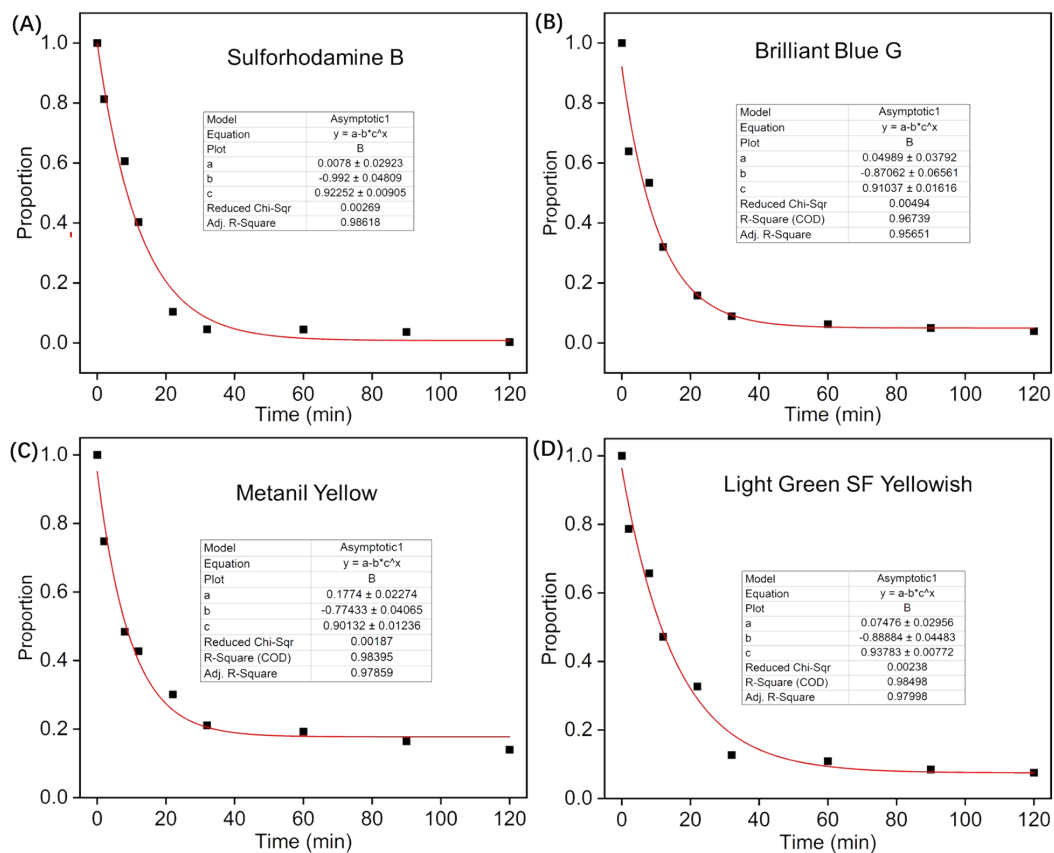 (A)
Sulforhodamine B
Proportion
1.0
0.8
0.6
0.4
0.2
0.0
Model Asymptotic1
Equation y = a-b*c^x
Plot B
a 0.0078 ± 0.02923
b -0.992 ± 0.04809
c 0.92252 ± 0.00905
Reduced Chi-Sqr 0.00269
Adj. R-Square 0.98618
0 20 40 60 80 100 120
Time (min)
(B)
Brilliant Blue G
Proportion
1.0
0.8
0.6
0.4
0.2
0.0
Model Asymptotic1
Equation y = a-b*c^x
Plot B
a 0.04989 ± 0.03792
b -0.87062 ± 0.06561
c 0.91037 ± 0.01616
Reduced Chi-Sqr 0.00494
R-Square (COD) 0.96739
Adj. R-Square 0.95651
0 20 40 60 80 100 120
Time (min)
(C)
Metanil Yellow
Proportion
1.0
0.8
0.6
0.4
0.2
0.0
Model Asymptotic1
Equation y = a-b*c^x
Plot B
a 0.1774 ± 0.02274
b -0.77433 ± 0.04065
c 0.90132 ± 0.01236
Reduced Chi-Sqr 0.00187
R-Square (COD) 0.98395
Adj. R-Square 0.97859
0 20 40 60 80 100 120
Time (min)
(D)
Light Green SF Yellowish
Proportion
1.0
0.8
0.6
0.4
0.2
0.0
Model Asymptotic1
Equation y = a-b*c^x
Plot B
a 0.07476 ± 0.02956
b -0.88884 ± 0.04483
c 0.93783 ± 0.00772
Reduced Chi-Sqr 0.00238
R-Square (COD) 0.98498
Adj. R-Square 0.97998
0 20 40 60 80 100 120
Time (min)